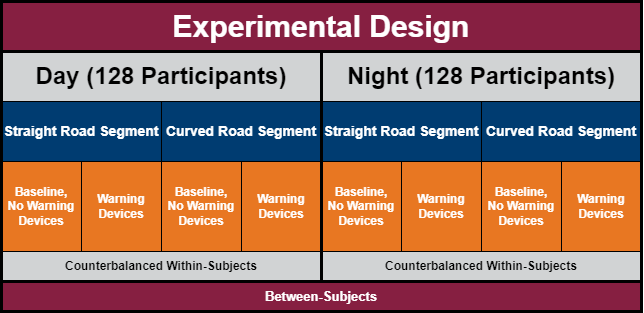 Experimental Design
Day (128 Participants)
Night (128 Participants)
Straight Road Segment
Curved Road Segment
Straight Road Segment
Curved Road Segment
Baseline,
No Warning
Devices
Warning
Devices
Baseline,
No Warning
Devices
Warning
Devices
Baseline,
No Warning
Devices
Warning
Devices
Baseline,
No Warning
Devices
Warning
Devices
Counterbalanced Within-Subjects
Counterbalanced Within-Subjects
Between-Subjects